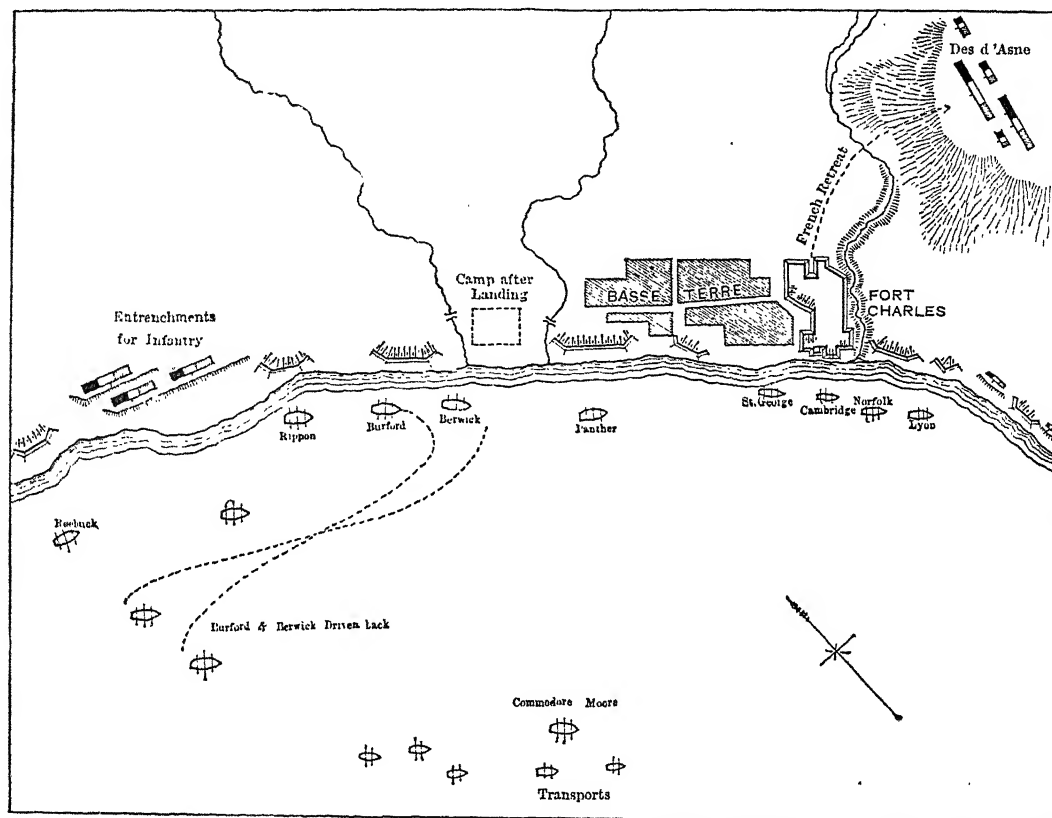 Des d'Asne
French Retreat
Camp after
Landing
BASSE TERRE
FORT
CHARLES
Entrenchments
for Infantry
Rippon
Burford
Berwick
Panther
St. George
Cambridge
Norfolk
Lyon
Roebuck
Burford & Berwick Driven back
Commodore Moore
Transports